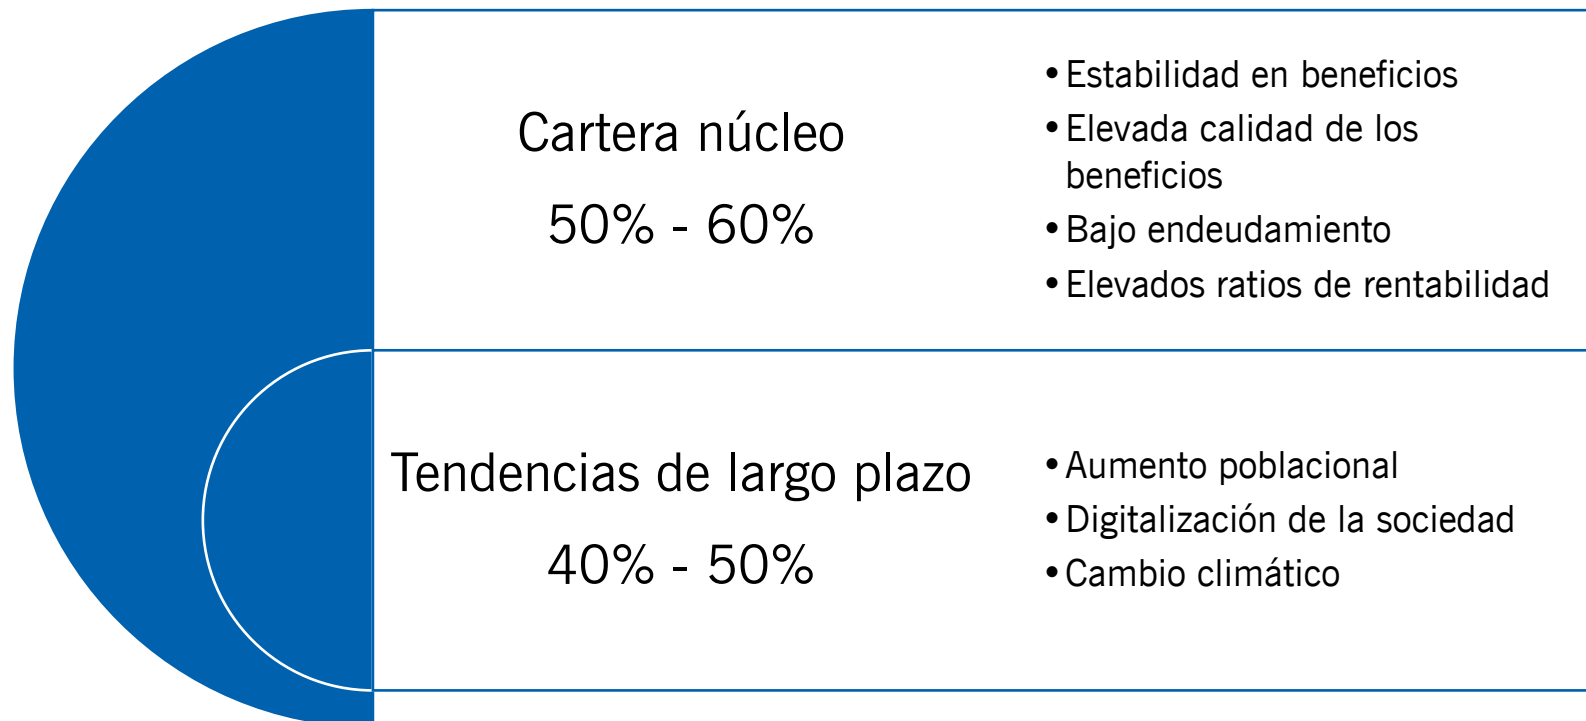 Cartera núcleo
50% - 60%
• Estabilidad en beneficios
• Elevada calidad de los
beneficios
• Bajo endeudamiento
• Elevados ratios de rentabilidad
Tendencias de largo plazo
40% - 50%
• Aumento poblacional
• Digitalización de la sociedad
• Cambio climático